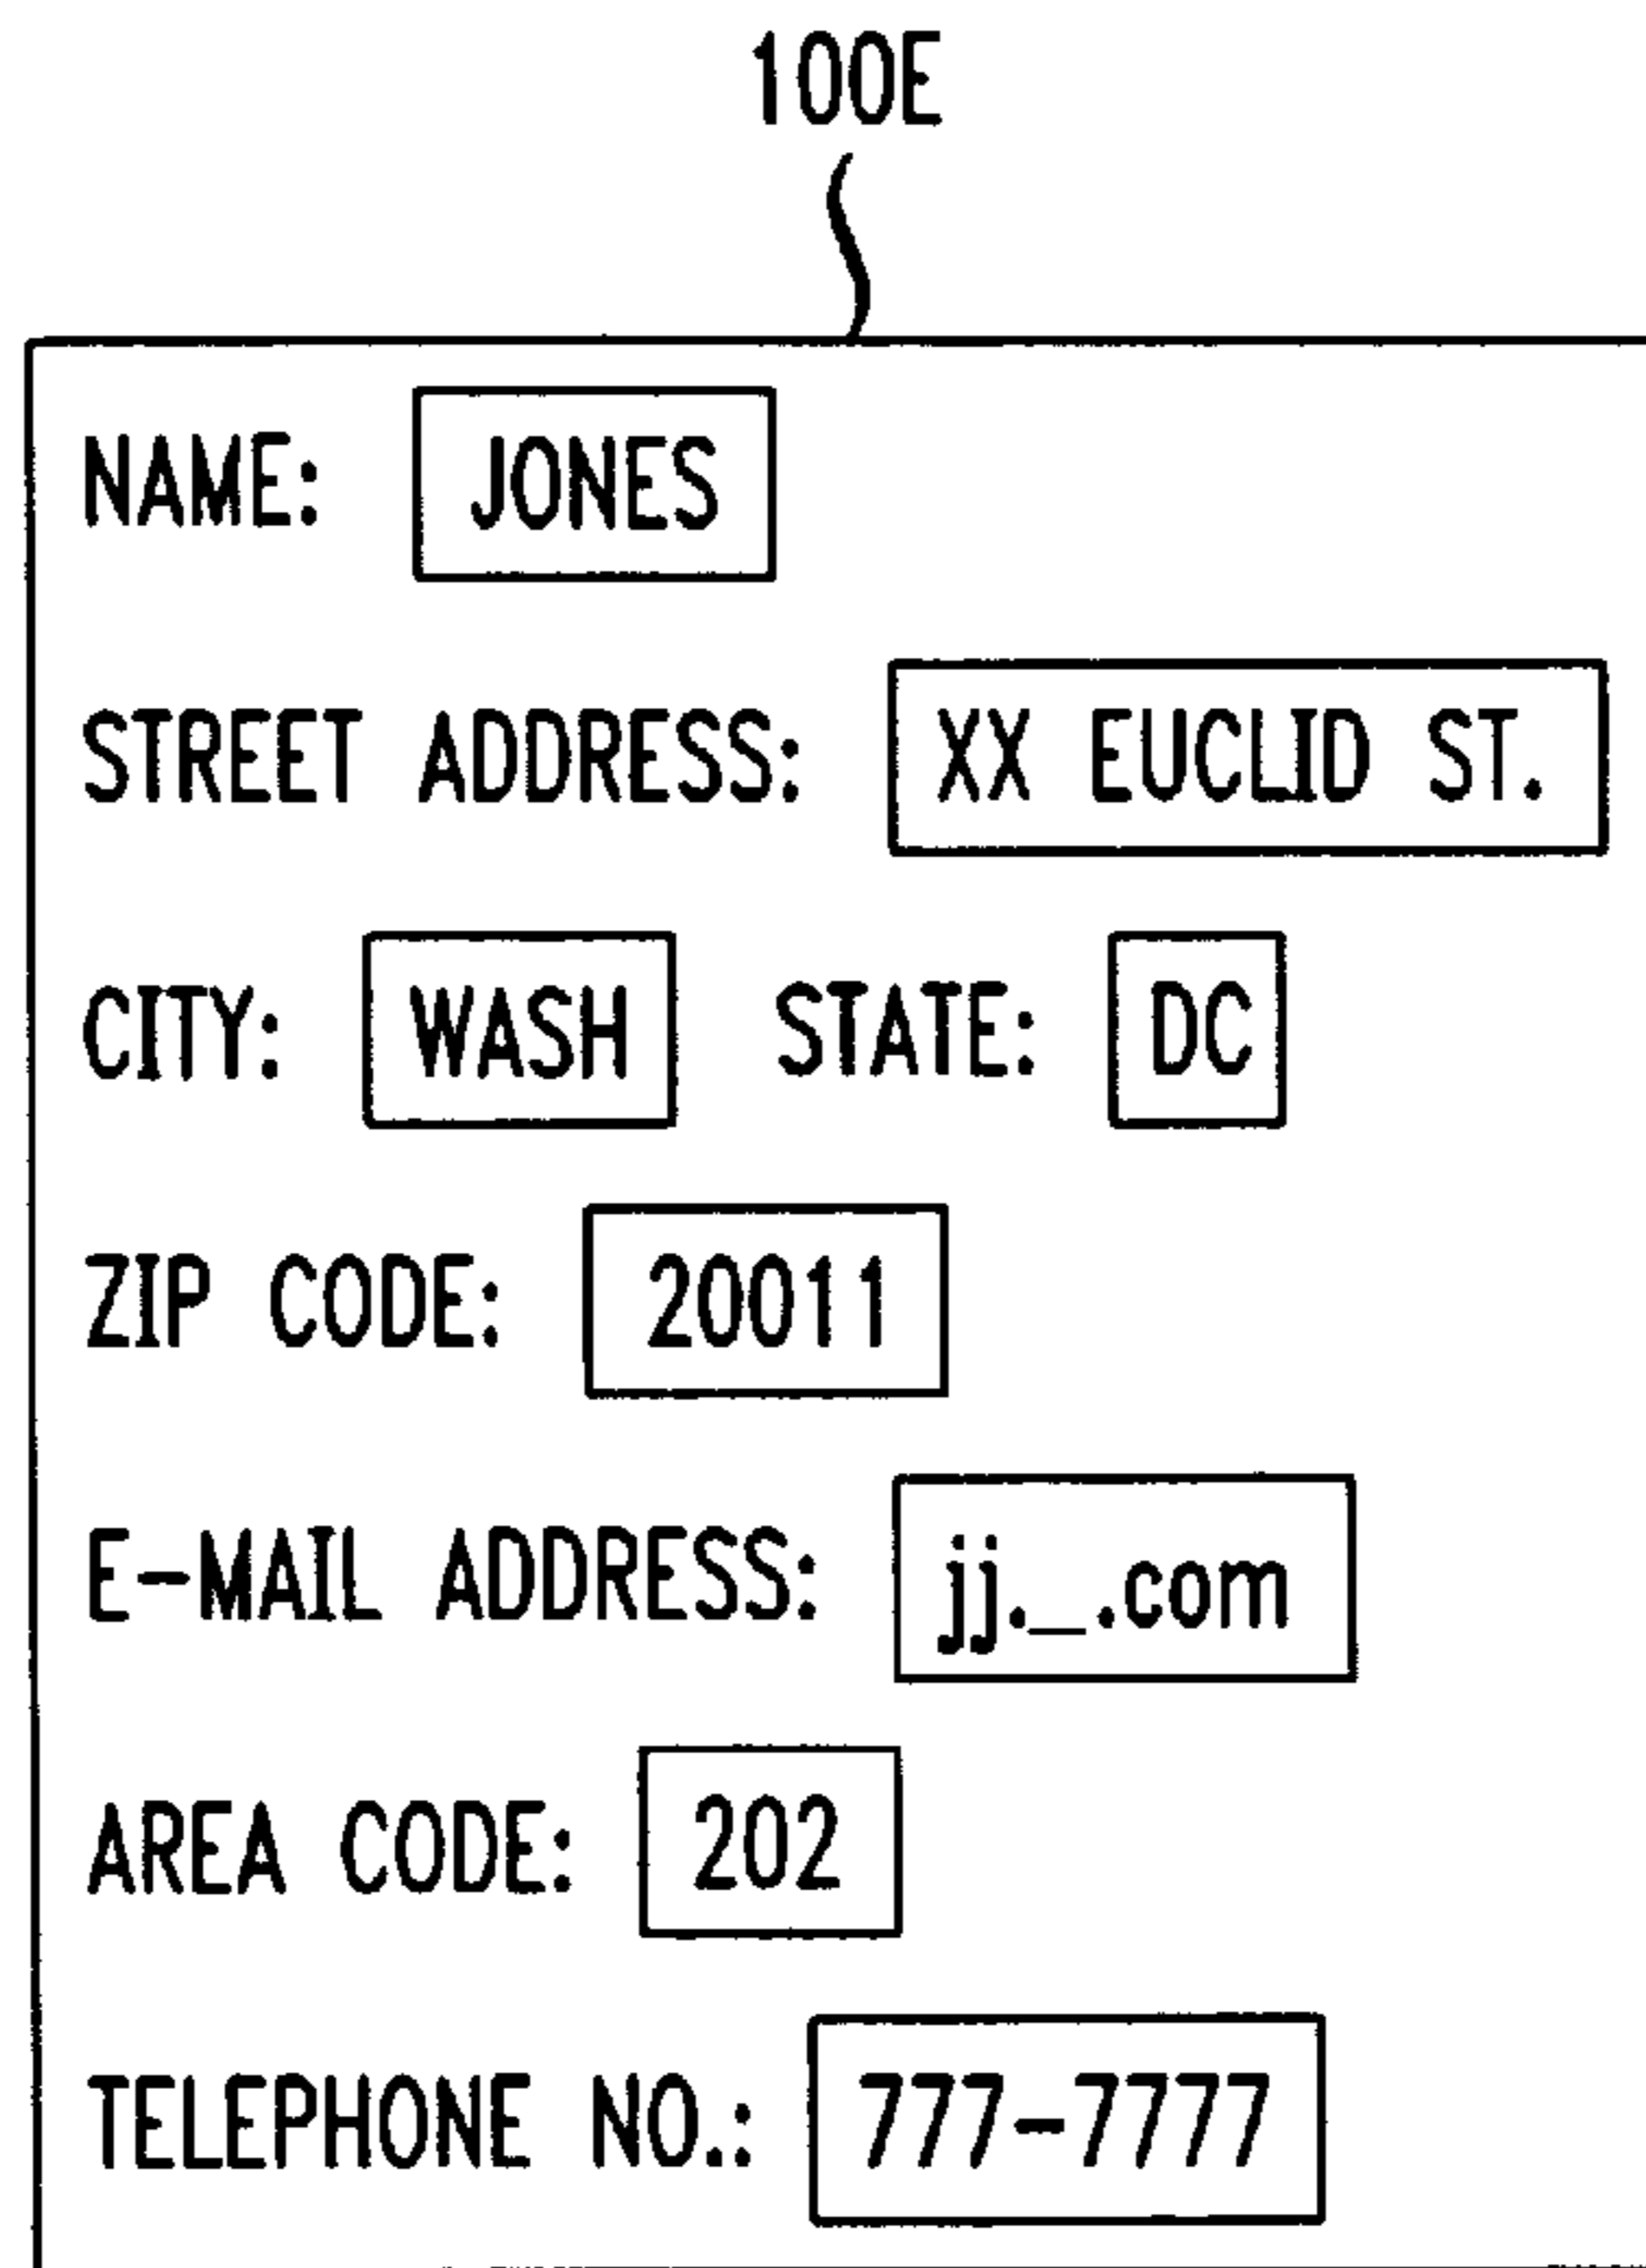 100E
NAME: JONES
STREET ADDRESS: XX EUCLID ST.
CITY: WASH STATE: DC
ZIP CODE: 20011
E-MAIL ADDRESS: jj._.com
AREA CODE: 202
TELEPHONE NO.: 777-7777